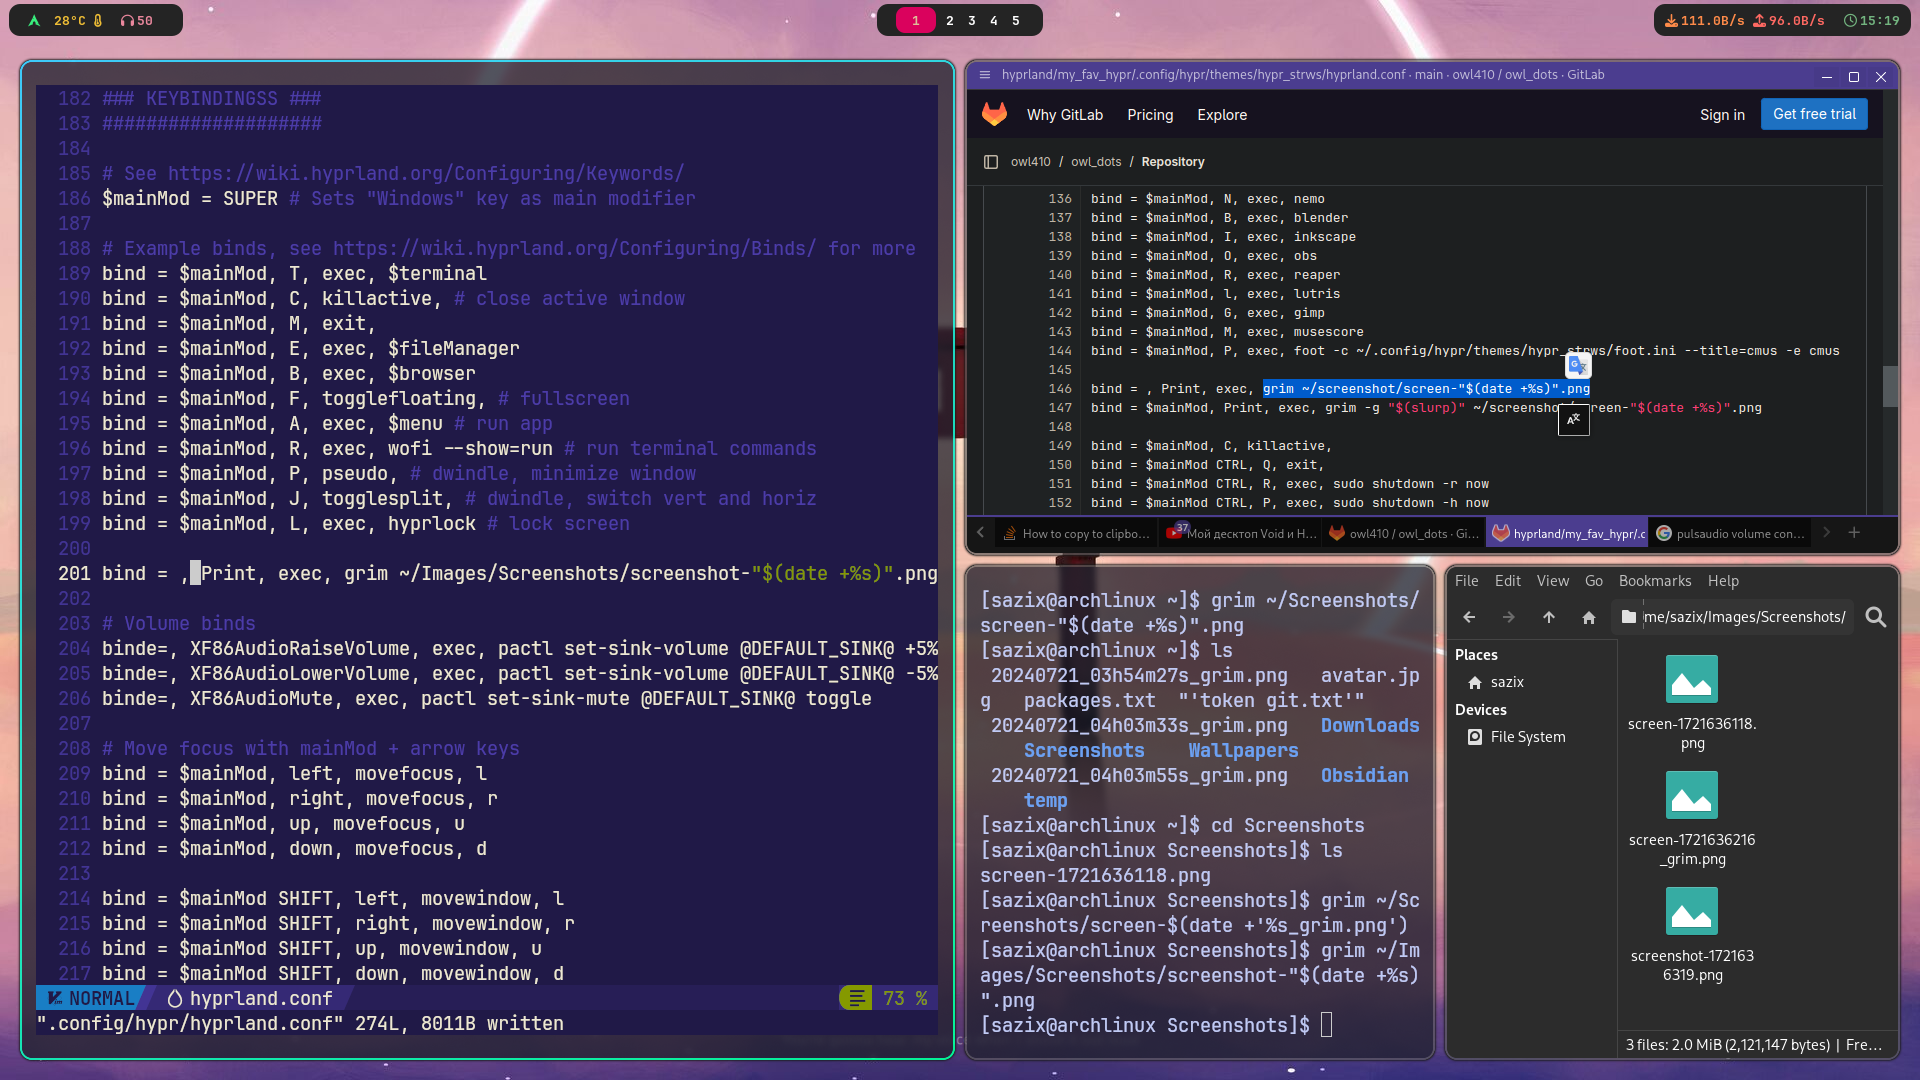 28°C 50
1 2 3 4 5
111.0B/s 96.0B/s 15:19
182 ### KEYBINDINGSS ###
183 ####################
184
185 # See https://wiki.hyprland.org/Configuring/Keywords/
186 $mainMod = SUPER # Sets "Windows" key as main modifier
187
188 # Example binds, see https://wiki.hyprland.org/Configuring/Binds/ for more
189 bind = $mainMod, T, exec, $terminal
190 bind = $mainMod, C, killactive, # close active window
191 bind = $mainMod, M, exit,
192 bind = $mainMod, E, exec, $fileManager
193 bind = $mainMod, B, exec, $browser
194 bind = $mainMod, F, togglefloating, # fullscreen
195 bind = $mainMod, A, exec, $menu # run app
196 bind = $mainMod, R, exec, wofi --show=run # run terminal commands
197 bind = $mainMod, P, pseudo, # dwindle, minimize window
198 bind = $mainMod, J, togglesplit, # dwindle, switch vert and horiz
199 bind = $mainMod, L, exec, hyprlock # lock screen
200
201 bind = , Print, exec, grim ~/Images/Screenshots/screenshot-"$(date +%s)".png
202
203 # Volume binds
204 binde=, XF86AudioRaiseVolume, exec, pactl set-sink-volume @DEFAULT_SINK@ +5%
205 binde=, XF86AudioLowerVolume, exec, pactl set-sink-volume @DEFAULT_SINK@ -5%
206 binde=, XF86AudioMute, exec, pactl set-sink-mute @DEFAULT_SINK@ toggle
207
208 # Move focus with mainMod + arrow keys
209 bind = $mainMod, left, movefocus, l
210 bind = $mainMod, right, movefocus, r
211 bind = $mainMod, up, movefocus, u
212 bind = $mainMod, down, movefocus, d
213
214 bind = $mainMod SHIFT, left, movewindow, l
215 bind = $mainMod SHIFT, right, movewindow, r
216 bind = $mainMod SHIFT, up, movewindow, u
217 bind = $mainMod SHIFT, down, movewindow, d
NORMAL hyprland.conf 73 %
".config/hypr/hyprland.conf" 274L, 8011B written
hyprland/my_fav_hypr/.config/hypr/themes/hypr_strws/hyprland.conf · main · owl410 / owl_dots · GitLab
Why GitLab Pricing Explore Sign in Get free trial
owl410 / owl_dots / Repository
136 bind = $mainMod, N, exec, nemo
137 bind = $mainMod, B, exec, blender
138 bind = $mainMod, I, exec, inkscape
139 bind = $mainMod, O, exec, obs
140 bind = $mainMod, R, exec, reaper
141 bind = $mainMod, l, exec, lutris
142 bind = $mainMod, G, exec, gimp
143 bind = $mainMod, M, exec, musescore
144 bind = $mainMod, P, exec, foot -c ~/.config/hypr/themes/hypr_strws/foot.ini --title=cmus -e cmus
145
146 bind = , Print, exec, grim ~/screenshot/screen-"$(date +%s)".png
147 bind = $mainMod, Print, exec, grim -g "$(slurp)" ~/screenshot/screen-"$(date +%s)".png
148
149 bind = $mainMod, C, killactive,
150 bind = $mainMod CTRL, Q, exit,
151 bind = $mainMod CTRL, R, exec, sudo shutdown -r now
152 bind = $mainMod CTRL, P, exec, sudo shutdown -h now
How to copy to clipbo... 37 Мой десктоп Void и Н... owl410 / owl_dots · Gi... hyprland/my_fav_hypr/.c pulsaudio volume con...
[sazix@archlinux ~]$ grim ~/Screenshots/
screen-"$(date +%s)".png
[sazix@archlinux ~]$ ls
20240721_03h54m27s_grim.png avatar.jp
g packages.txt "'token git.txt'"
20240721_04h03m33s_grim.png Downloads
Screenshots Wallpapers
20240721_04h03m55s_grim.png Obsidian
temp
[sazix@archlinux ~]$ cd Screenshots
[sazix@archlinux Screenshots]$ ls
screen-1721636118.png
[sazix@archlinux Screenshots]$ grim ~/Sc
reenshots/screen-$(date +'%s_grim.png')
[sazix@archlinux Screenshots]$ grim ~/Im
ages/Screenshots/screenshot-"$(date +%s)
".png
[sazix@archlinux Screenshots]$
File Edit View Go Bookmarks Help
me/sazix/Images/Screenshots/
Places
sazix
Devices
File System
screen-1721636118.
png
screen-1721636216
_grim.png
screenshot-172163
6319.png
3 files: 2.0 MiB (2,121,147 bytes) | Fre...